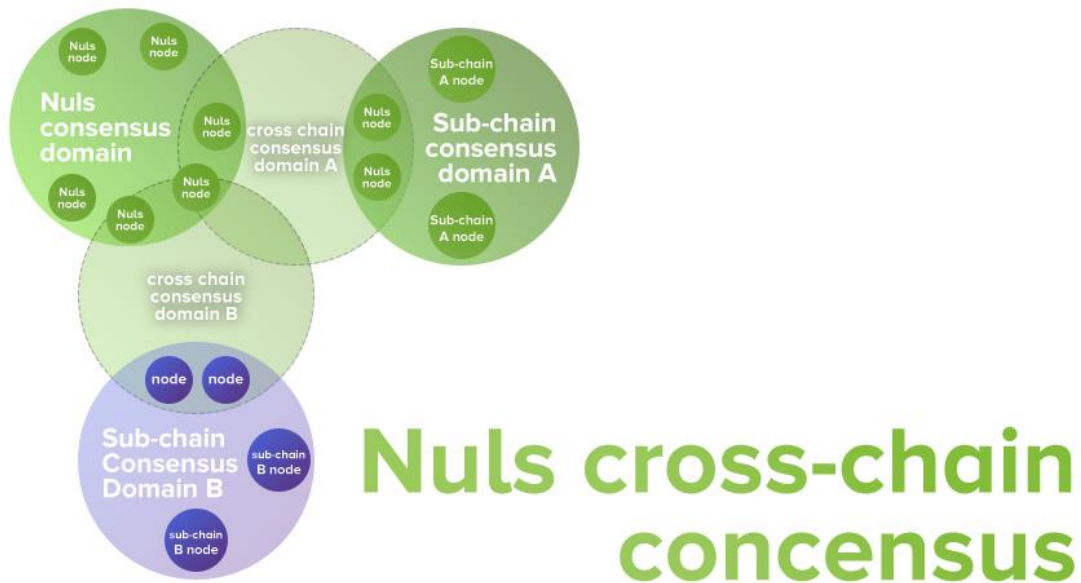 Nuls
node
Nuls
node
Nuls
consensus
domain
Nuls
node
Nuls
node
Nuls
node
Nuls
node
cross chain
consensus
domain A
Nuls
node
Nuls
node
Sub-chain
A node
Sub-chain
consensus
domain A
Sub-chain
A node
cross chain
consensus
domain B
node
node
Sub-chain
Consensus
Domain B
sub-chain
B node
sub-chain
B node
Nuls cross-chain
concensus